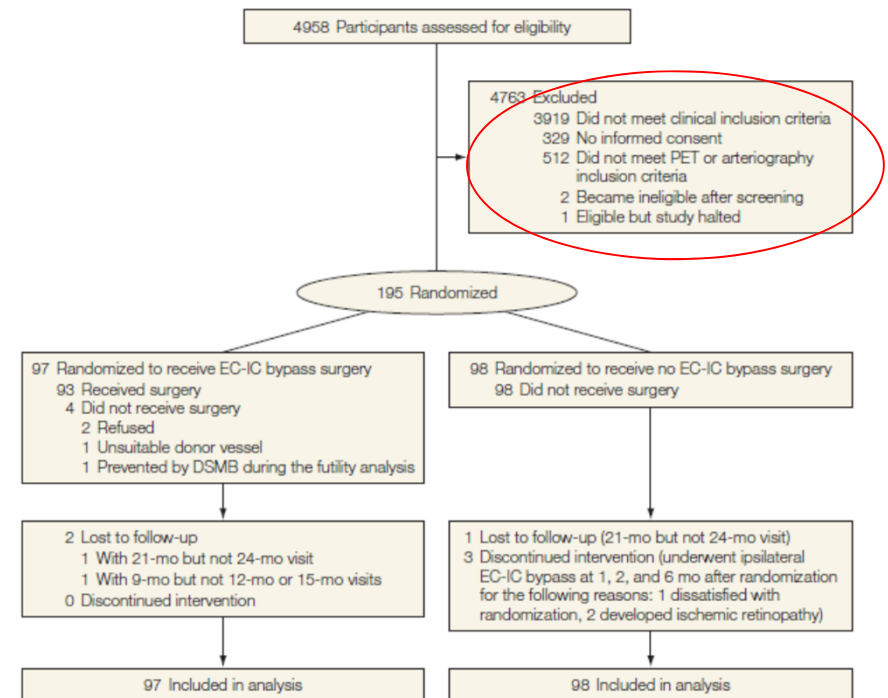 4958 Participants assessed for eligibility
4763 Excluded
3919 Did not meet clinical inclusion criteria
329 No informed consent
512 Did not meet PET or arteriography
inclusion criteria
2 Became ineligible after screening
1 Eligible but study halted
195 Randomized
97 Randomized to receive EC-IC bypass surgery
93 Received surgery
4 Did not receive surgery
2 Refused
1 Unsuitable donor vessel
1 Prevented by DSMB during the futility analysis
98 Randomized to receive no EC-IC bypass surgery
98 Did not receive surgery
2 Lost to follow-up
1 With 21-mo but not 24-mo visit
1 With 9-mo but not 12-mo or 15-mo visits
0 Discontinued intervention
1 Lost to follow-up (21-mo but not 24-mo visit)
3 Discontinued intervention (underwent ipsilateral
EC-IC bypass at 1, 2, and 6 mo after randomization
for the following reasons: 1 dissatisfied with
randomization, 2 developed ischemic retinopathy)
97 Included in analysis
98 Included in analysis